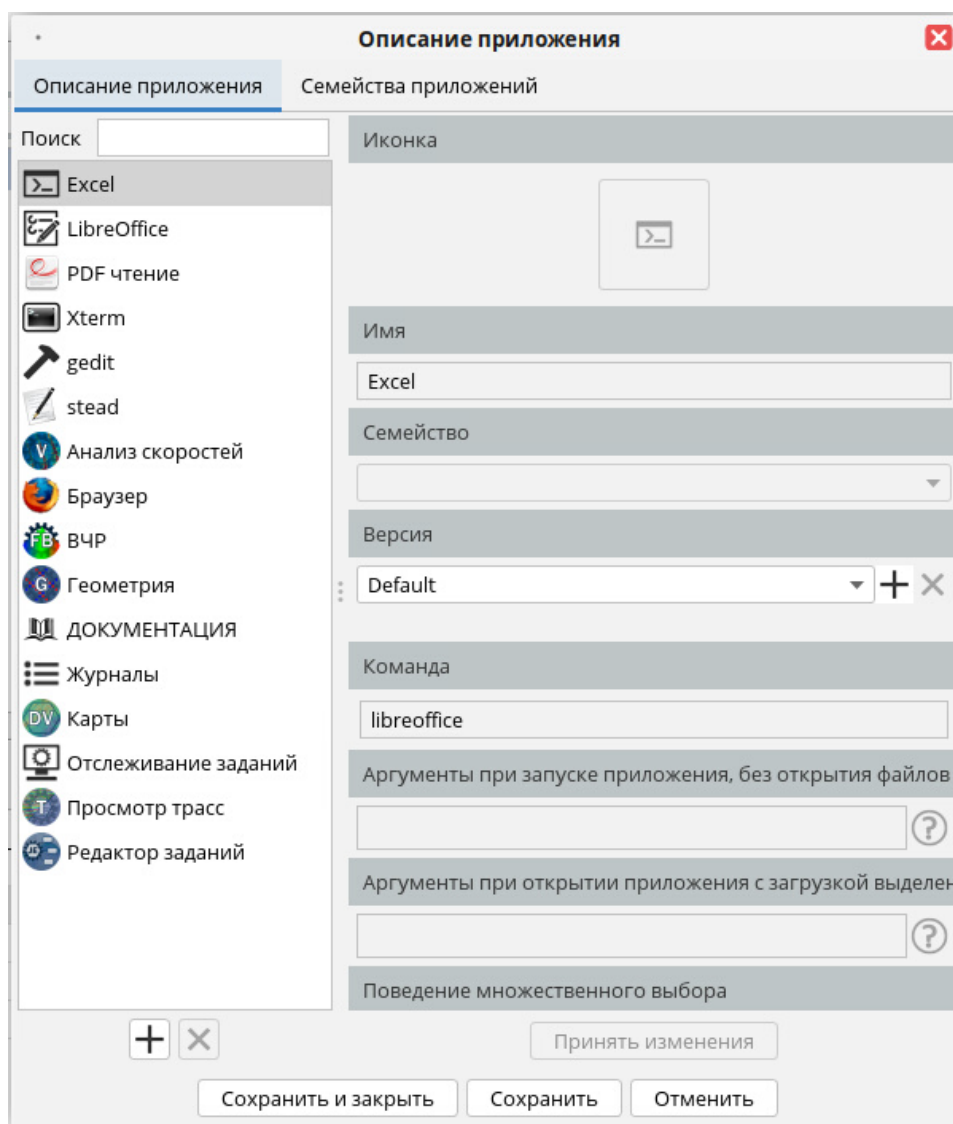 Описание приложения
Описание приложения
Семейства приложений
Поиск
Excel
LibreOffice
PDF чтение
Xterm
gedit
stead
V
Анализ скоростей
Браузер
FB
ВЧР
G
Геометрия
ДОКУМЕНТАЦИЯ
Журналы
DV
Карты
Отслеживание заданий
T
Просмотр трасс
Редактор заданий
Иконка
Имя
Excel
Семейство
Версия
Default
Команда
libreoffice
Аргументы при запуске приложения, без открытия файлов
?
Аргументы при открытии приложения с загрузкой выделен
?
Поведение множественного выбора
Принять изменения
Сохранить и закрыть
Сохранить
Отменить